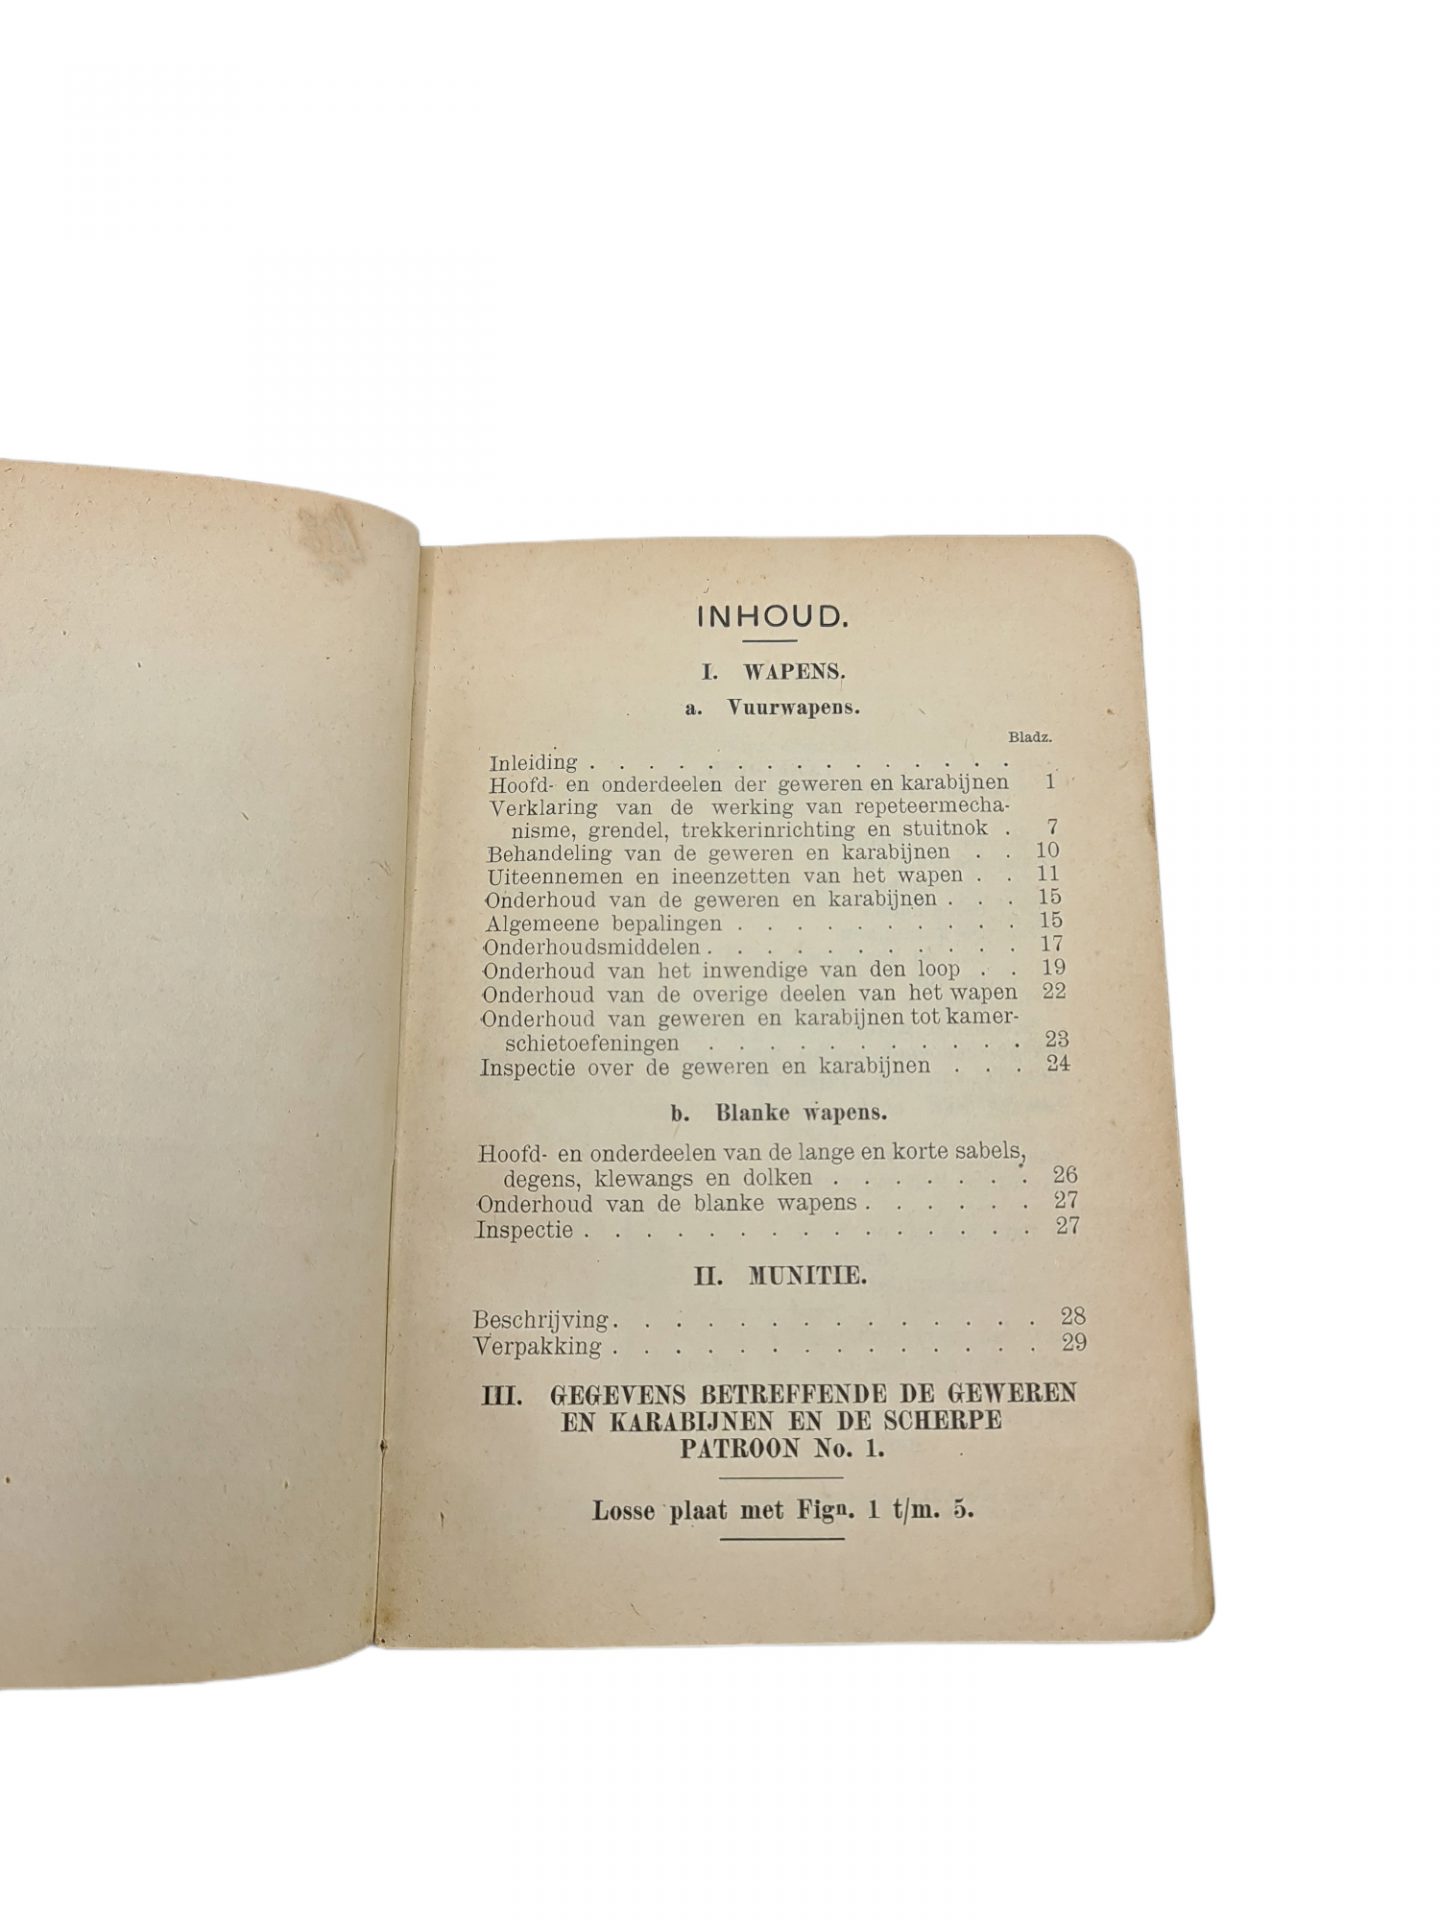 INHOUD.
I. WAPENS.
a. Vuurwapens.
Bladz.
Inleiding . . . . . . . . . . . . . .
Hoofd- en onderdeelen der geweren en karabijnen 1
Verklaring van de werking van repeteermecha-
nisme, grendel, trekkerinrichting en stuitnok . 7
Behandeling van de geweren en karabijnen . . 10
Uiteennemen en ineenzetten van het wapen . . 11
Onderhoud van de geweren en karabijnen . . . 15
Algemeene bepalingen . . . . . . . . . . 15
Onderhoudsmiddelen . . . . . . . . . . . 17
Onderhoud van het inwendige van den loop . . 19
Onderhoud van de overige deelen van het wapen 22
Onderhoud van geweren en karabijnen tot kamer-
schietoefeningen . . . . . . . . . . . 23
Inspectie over de geweren en karabijnen . . . 24
b. Blanke wapens.
Hoofd- en onderdeelen van de lange en korte sabels,
degens, klewangs en dolken . . . . . . . 26
Onderhoud van de blanke wapens . . . . . . 27
Inspectie . . . . . . . . . . . . . . . 27
II. MUNITIE.
Beschrijving . . . . . . . . . . . . . . 28
Verpakking . . . . . . . . . . . . . . 29
III. GEGEVENS BETREFFENDE DE GEWEREN
EN KARABIJNEN EN DE SCHERPE
PATROON No. 1.
Losse plaat met Fign. 1 t/m. 5.